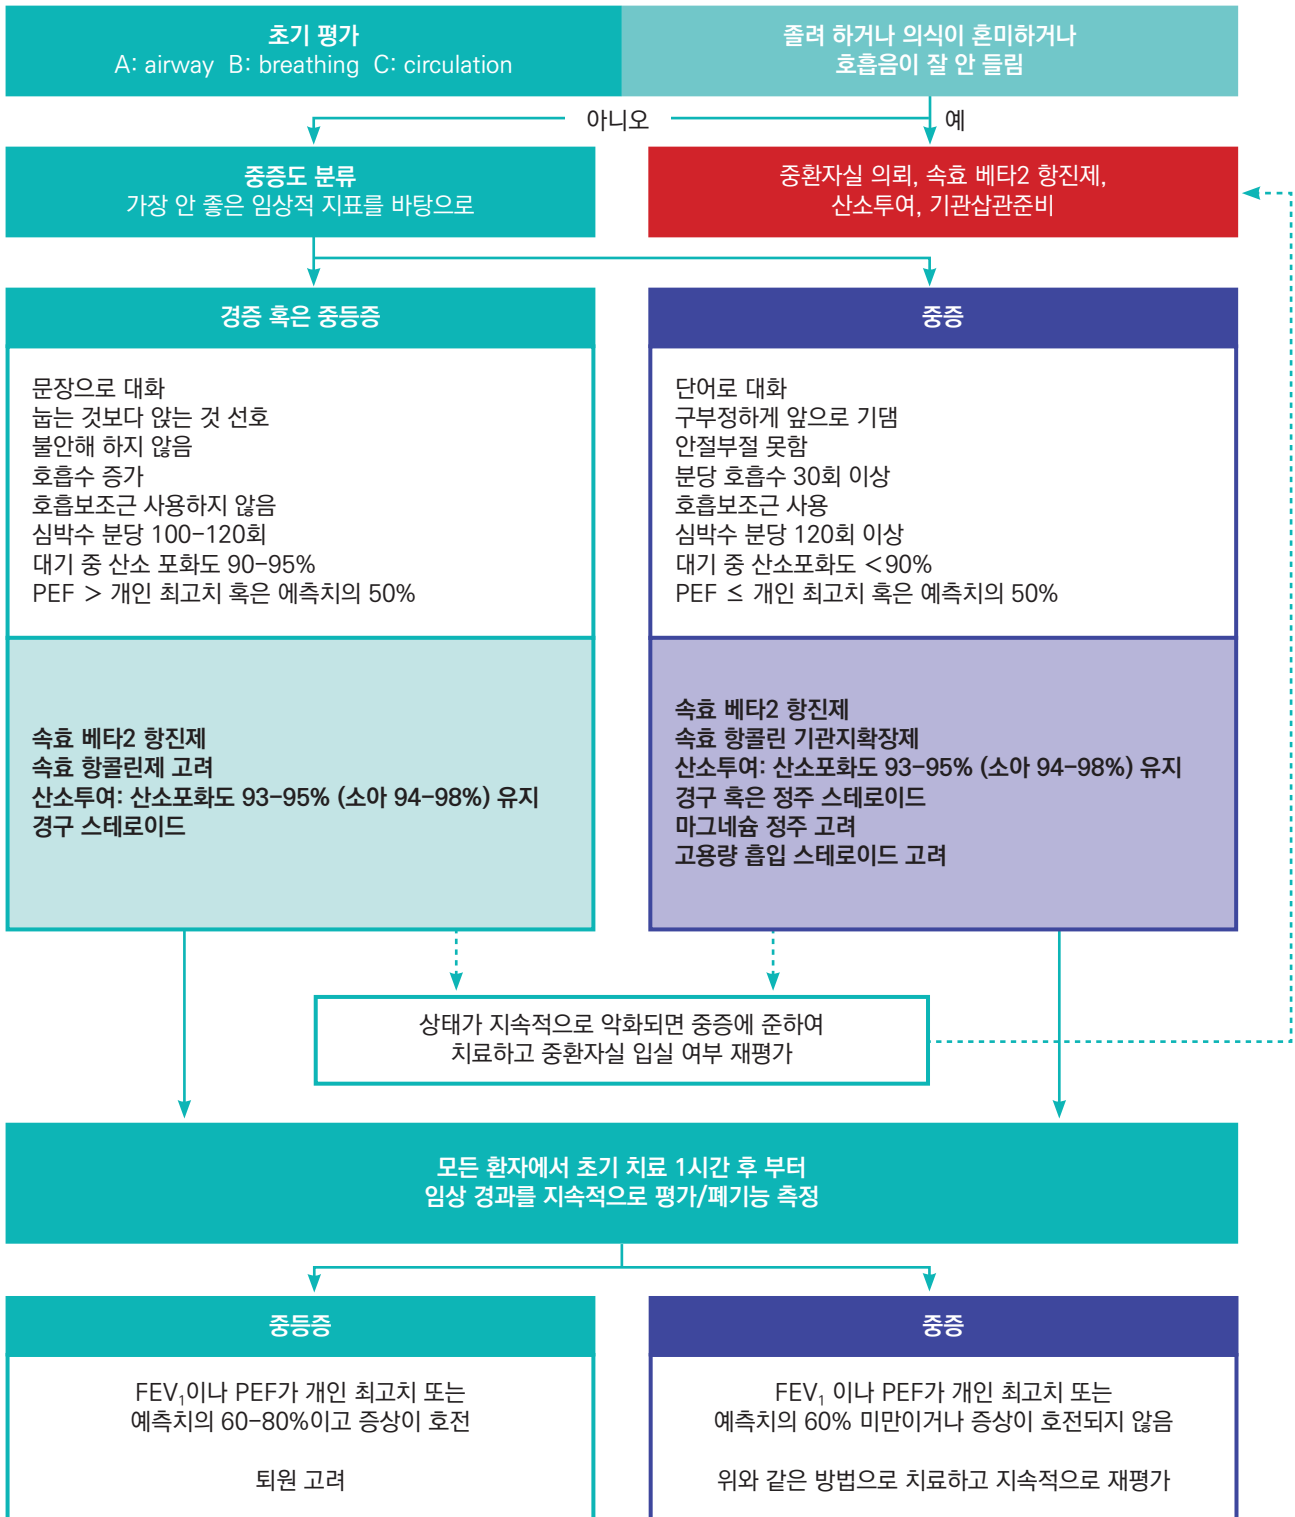 초기 평가
A: airway B: breathing C: circulation
졸려 하거나 의식이 혼미하거나
호흡음이 잘 안 들림
아니오
예
중증도 분류
가장 안 좋은 임상적 지표를 바탕으로
중환자실 의뢰, 속효 베타2 항진제,
산소투여, 기관삽관준비
경증 혹은 중등증
문장으로 대화
눕는 것보다 앉는 것 선호
불안해 하지 않음
호흡수 증가
호흡보조근 사용하지 않음
심박수 분당 100-120회
대기 중 산소 포화도 90-95%
PEF > 개인 최고치 혹은 에측치의 50%
속효 베타2 항진제
속효 항콜린제 고려
산소투여: 산소포화도 93-95% (소아 94-98%) 유지
경구 스테로이드
중증
단어로 대화
구부정하게 앞으로 기댐
안절부절 못함
분당 호흡수 30회 이상
호흡보조근 사용
심박수 분당 120회 이상
대기 중 산소포화도 <90%
PEF ≤ 개인 최고치 혹은 예측치의 50%
속효 베타2 항진제
속효 항콜린 기관지확장제
산소투여: 산소포화도 93-95% (소아 94-98%) 유지
경구 혹은 정주 스테로이드
마그네슘 정주 고려
고용량 흡입 스테로이드 고려
상태가 지속적으로 악화되면 중증에 준하여
치료하고 중환자실 입실 여부 재평가
모든 환자에서 초기 치료 1시간 후 부터
임상 경과를 지속적으로 평가/폐기능 측정
중등증
FEV₁이나 PEF가 개인 최고치 또는
예측치의 60-80%이고 증상이 호전
퇴원 고려
중증
FEV₁ 이나 PEF가 개인 최고치 또는
예측치의 60% 미만이거나 증상이 호전되지 않음
위와 같은 방법으로 치료하고 지속적으로 재평가